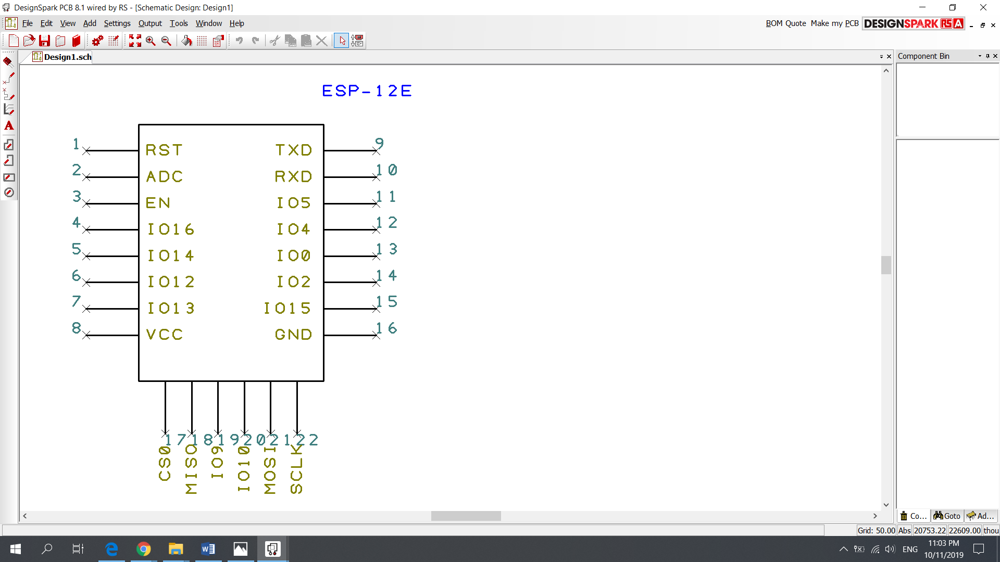 DesignSpark PCB 8.1 wired by RS - [Schematic Design: Design1]
File Edit View Add Settings Output Tools Window Help
BOM Quote Make my PCB DESIGNSPARK RS
Design1.sch
Component Bin
ESP-12E
1 RST TXD 9
2 ADC RXD 10
3 EN IO5 11
4 IO16 IO4 12
5 IO14 IO0 13
6 IO12 IO2 14
7 IO13 IO15 15
8 VCC GND 16
17 18 19 20 21 22
CS0 MISO IO9 IO10 MOSI SCLK
Co... Goto Ad...
Grid: 50.00 Abs 20753.22 22609.00 thou
ENG
11:03 PM
10/11/2019